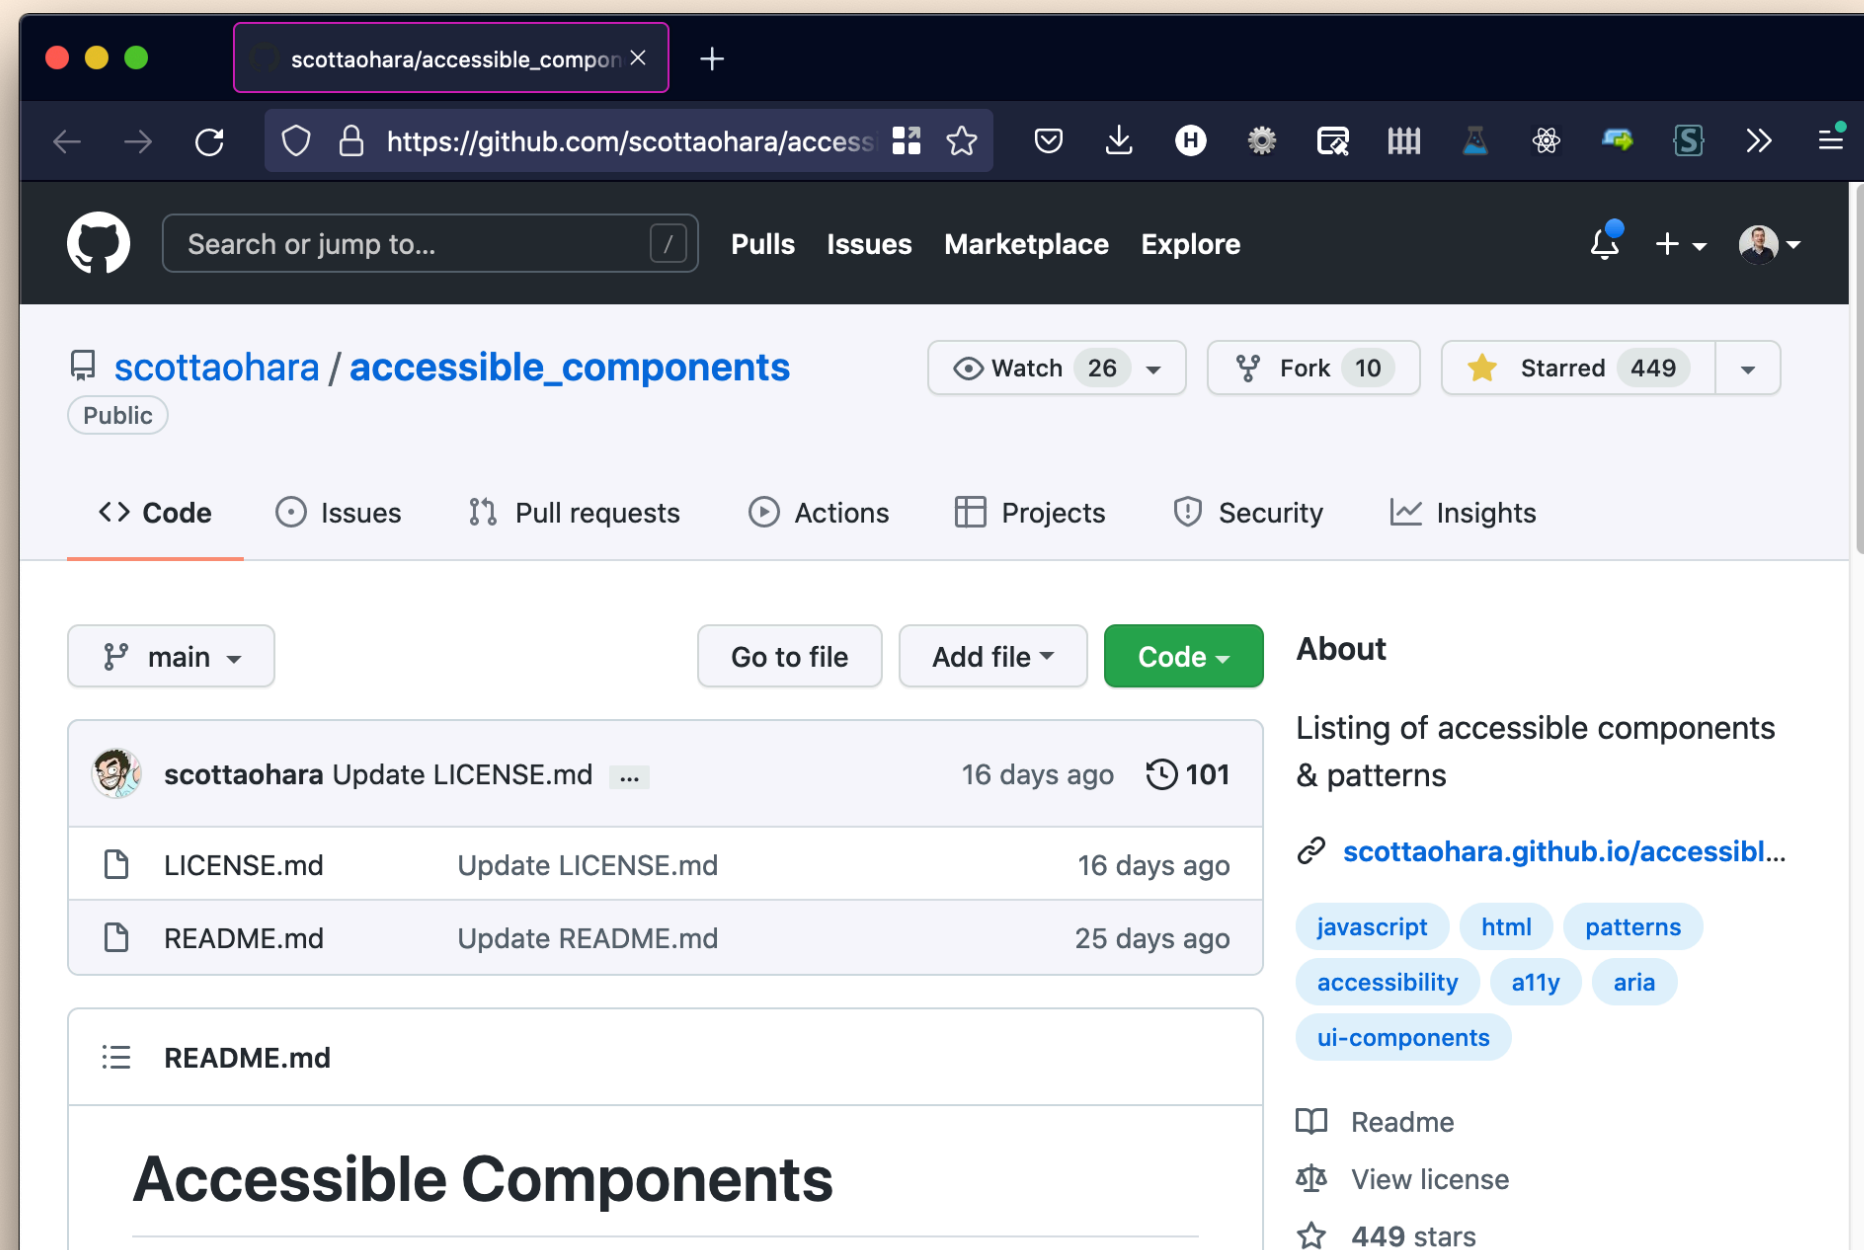 scottaohara/accessible_compon
https://github.com/scottaohara/access
Search or jump to... /
Pulls Issues Marketplace Explore
scottaohara / accessible_components
Watch 26 Fork 10 Starred 449
Public
Code Issues Pull requests Actions Projects Security Insights
main Go to file Add file Code
scottaohara Update LICENSE.md ... 16 days ago 101
LICENSE.md Update LICENSE.md 16 days ago
README.md Update README.md 25 days ago
README.md
Accessible Components
About
Listing of accessible components
& patterns
scottaohara.github.io/accessibl...
javascript html patterns
accessibility a11y aria
ui-components
Readme
View license
449 stars